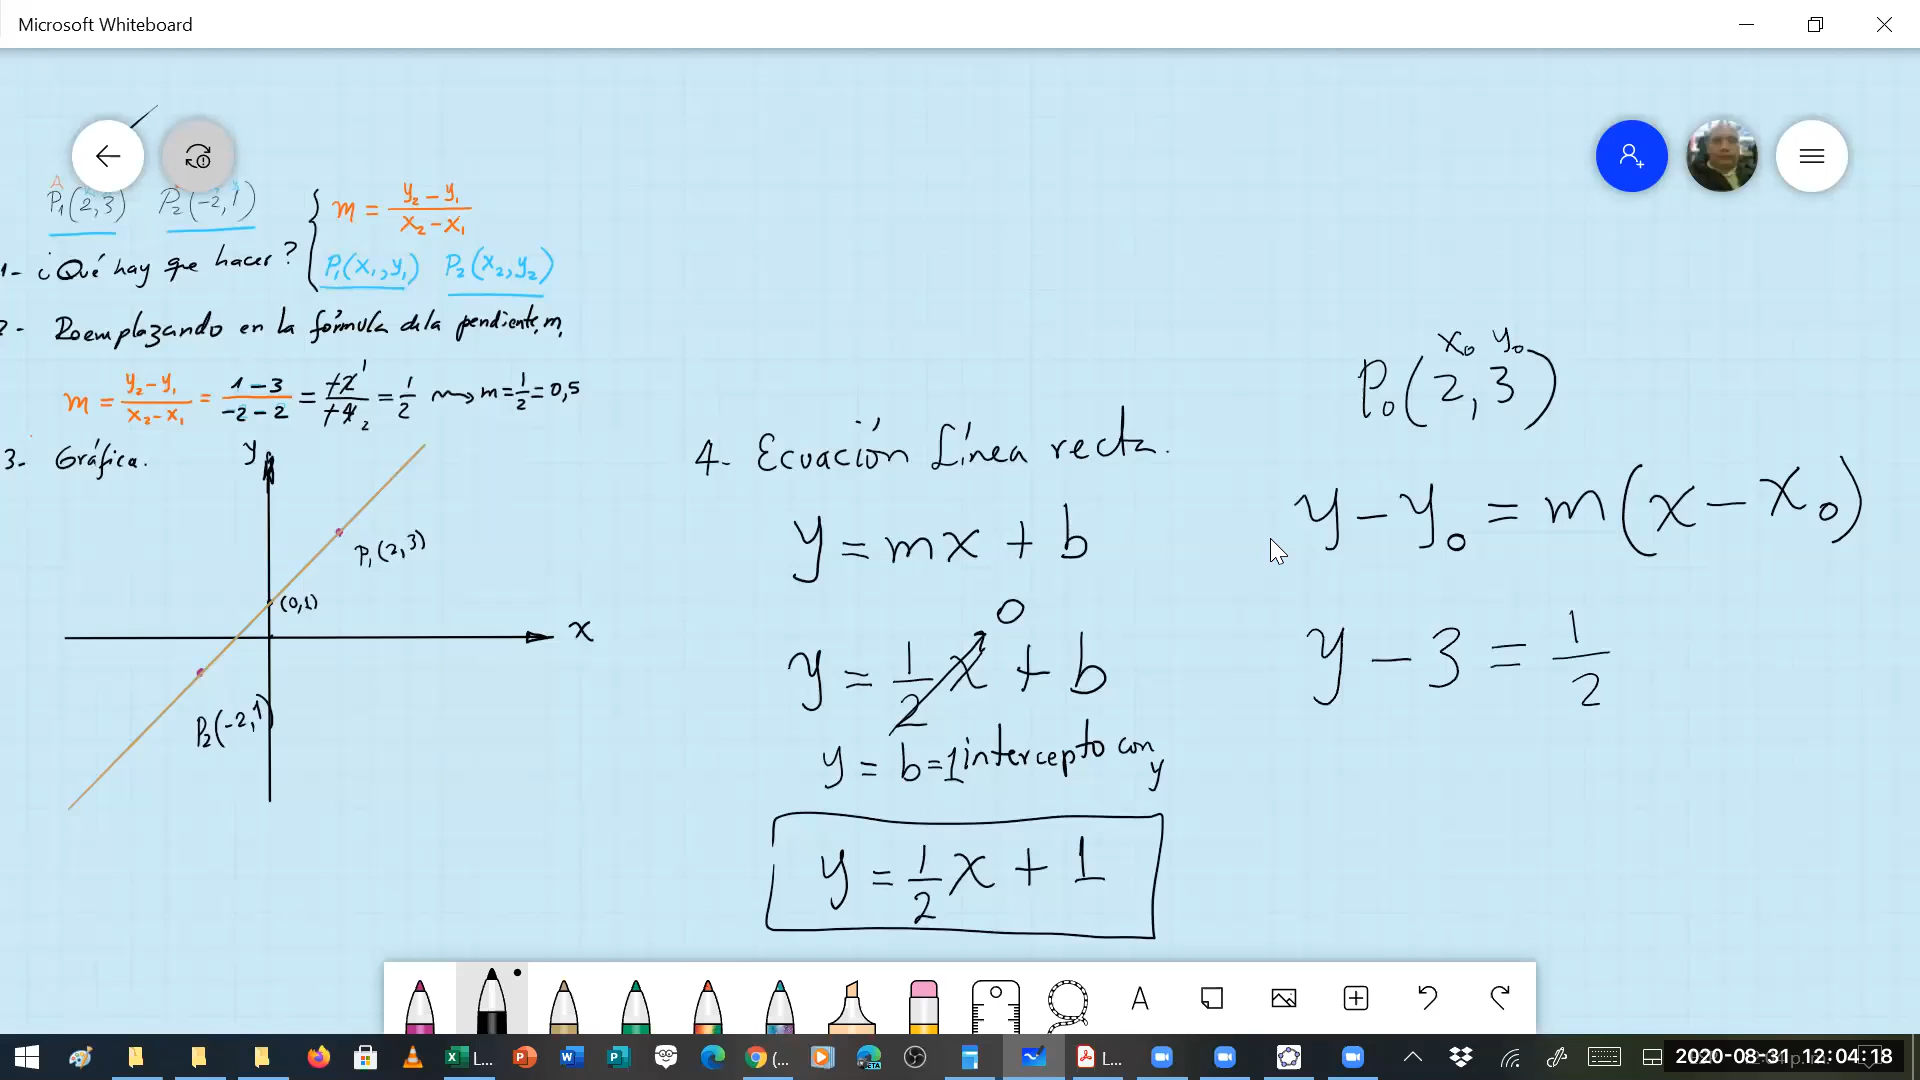 Microsoft Whiteboard
A
P₁(2,3) P₂(-2,1)
m = (y₂-y₁)/(x₂-x₁)
1- ¿Qué hay que hacer?
P₁(x₁,y₁) P₂(x₂,y₂)
2- Reemplazando en la fórmula de la pendiente, m,
m = (y₂-y₁)/(x₂-x₁) = (1-3)/(-2-2) = +2/+4 1/2 = 1/2 ⇝ m=1/2=0,5
3- Gráfica.
y
P₁(2,3)
(0,1)
x
P₂(-2,1)
4- Ecuación Línea recta.
y = mx + b
0
y = 1/2 x + b
y = b=1 intercepto con y
y = 1/2 x + 1
x₀ y₀
P₀(2,3)
y-y₀ = m(x-x₀)
y-3 = 1/2
A
L...
(...
L...
2020-08-31 12:04:18